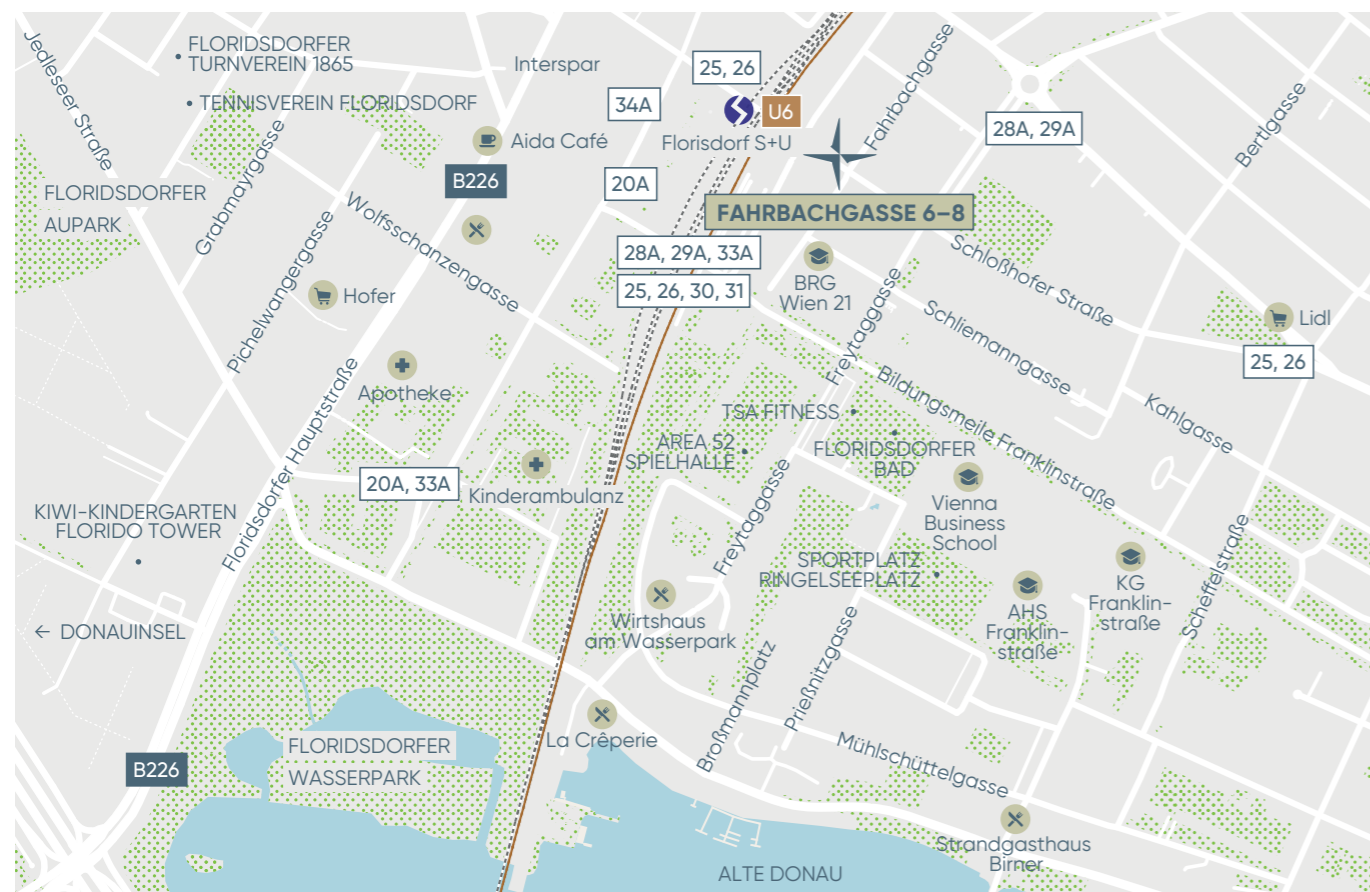 Jedleseer Straße
FLORIDSDORFER
TURNVEREIN 1865
TENNISVEREIN FLORIDSDORF
Interspar
25, 26
34A
U6
Florisdorf S+U
Fahrbachgasse
28A, 29A
Bertlgasse
Aida Café
B226
20A
FLORIDSDORFER
AUPARK
Grabmayrgasse
Wolfsschanzengasse
FAHRBACHGASSE 6–8
28A, 29A, 33A
25, 26, 30, 31
BRG
Wien 21
Schloßhofer Straße
Pichelwangergasse
Hofer
Freytaggasse
Schliemanngasse
Lidl
25, 26
Apotheke
Floridsdorfer Hauptstraße
Bildungsmeile Franklinstraße
Kahlgasse
TSA FITNESS
AREA 52
SPIELHALLE
FLORIDSDORFER
BAD
20A, 33A
Kinderambulanz
Freytaggasse
Vienna
Business
School
KIWI-KINDERGARTEN
FLORIDO TOWER
SPORTPLATZ
RINGELSEEPLATZ
KG
Franklin-
straße
Scheffelstraße
AHS
Franklin-
straße
← DONAUINSEL
Wirtshaus
am Wasserpark
Broßmannplatz
Prießnitzgasse
La Crêperie
Mühlschüttelgasse
FLORIDSDORFER
WASSERPARK
B226
Strandgasthaus
Birner
ALTE DONAU